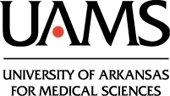 UAMS
UNIVERSITY OF ARKANSAS
FOR MEDICAL SCIENCES